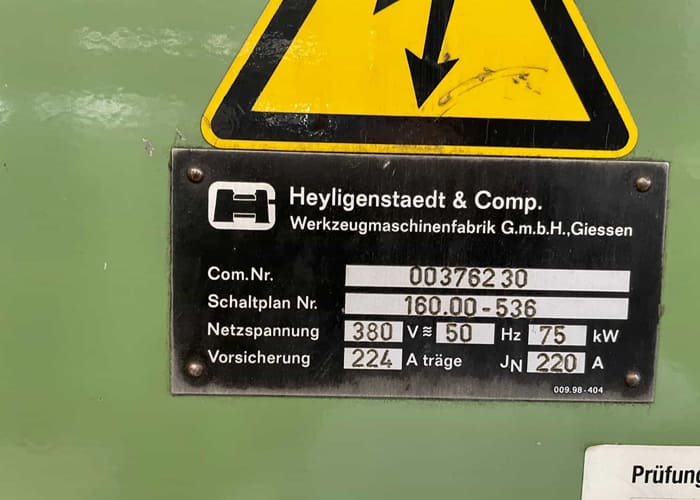 Heyligenstaedt & Comp.
Werkzeugmaschinenfabrik G.m.b.H.,Giessen
Com.Nr. 00376230
Schaltplan Nr. 160.00-536
Netzspannung 380 V ≋ 50 Hz 75 kW
Vorsicherung 224 A träge JN 220 A
009.98-404
Prüfung